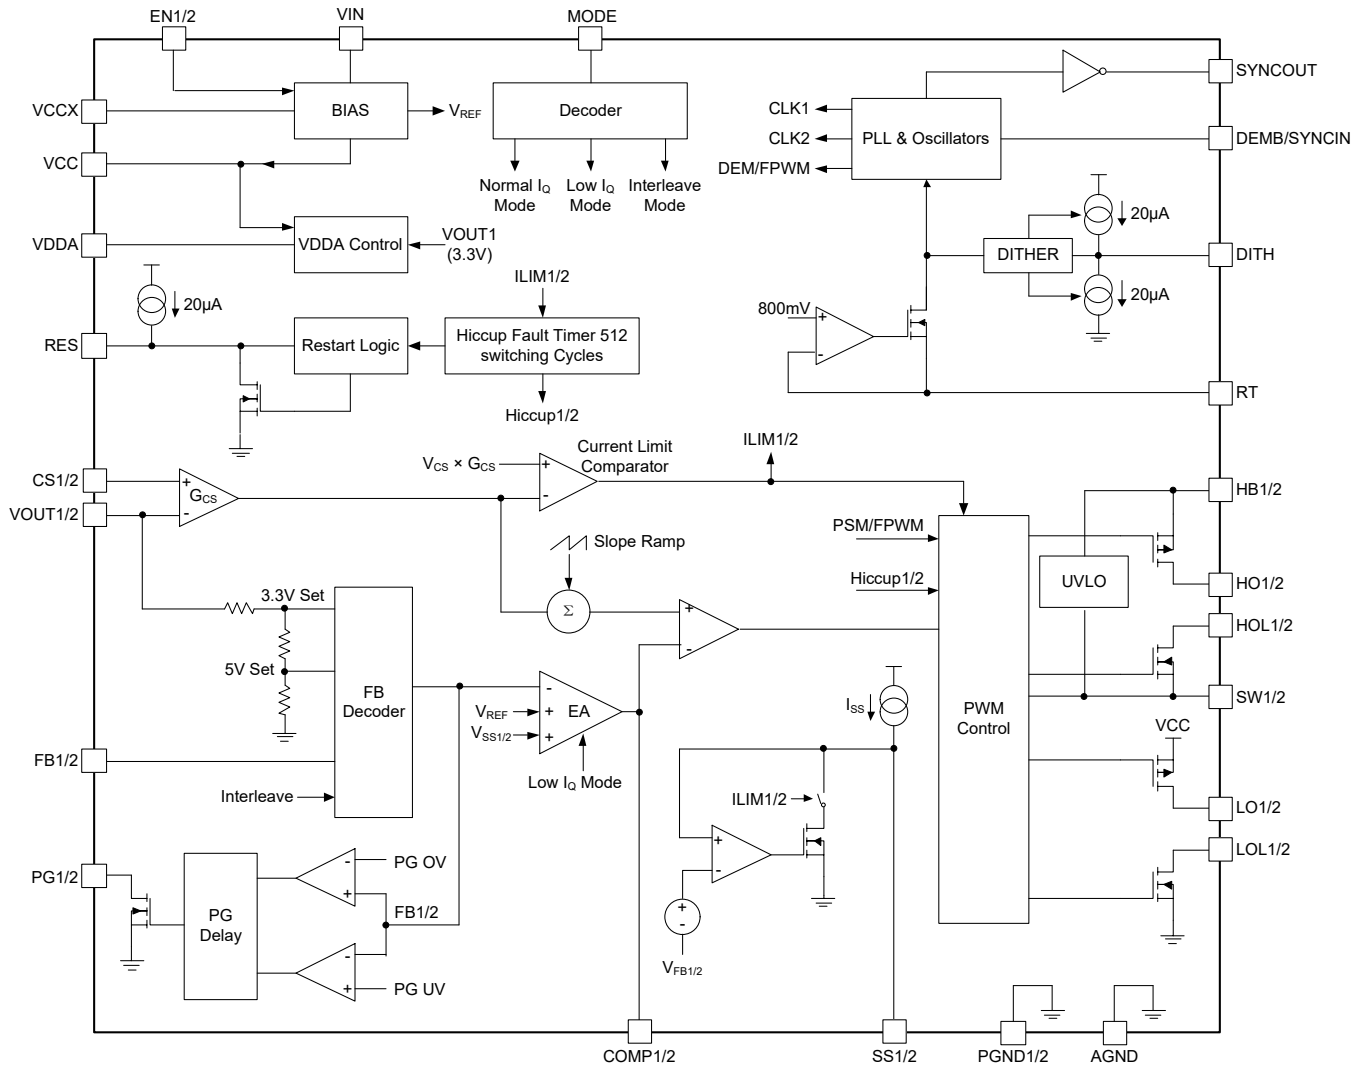 EN1/2
VIN
MODE
SYNCOUT
VCCX
BIAS
VREF
Decoder
CLK1
CLK2
DEM/FPWM
PLL & Oscillators
DEMB/SYNCIN
VCC
Normal IQ
Mode
Low IQ
Mode
Interleave
Mode
20µA
VDDA
VDDA Control
VOUT1
(3.3V)
DITHER
DITH
20µA
ILIM1/2
20µA
800mV
+
-
RES
Restart Logic
Hiccup Fault Timer 512
switching Cycles
Hiccup1/2
RT
ILIM1/2
Current Limit
Comparator
VCS × GCS
+
-
CS1/2
VOUT1/2
+
-
GCS
HB1/2
PSM/FPWM
Slope Ramp
Hiccup1/2
UVLO
HO1/2
3.3V Set
Σ
+
-
HOL1/2
5V Set
FB
Decoder
-
VREF
+
EA
VSS1/2
+
Low IQ Mode
ISS
PWM
Control
SW1/2
VCC
FB1/2
Interleave
ILIM1/2
LO1/2
+
-
LOL1/2
PG OV
-
+
PG1/2
PG
Delay
FB1/2
+
-
VFB1/2
-
+
PG UV
COMP1/2
SS1/2
PGND1/2
AGND